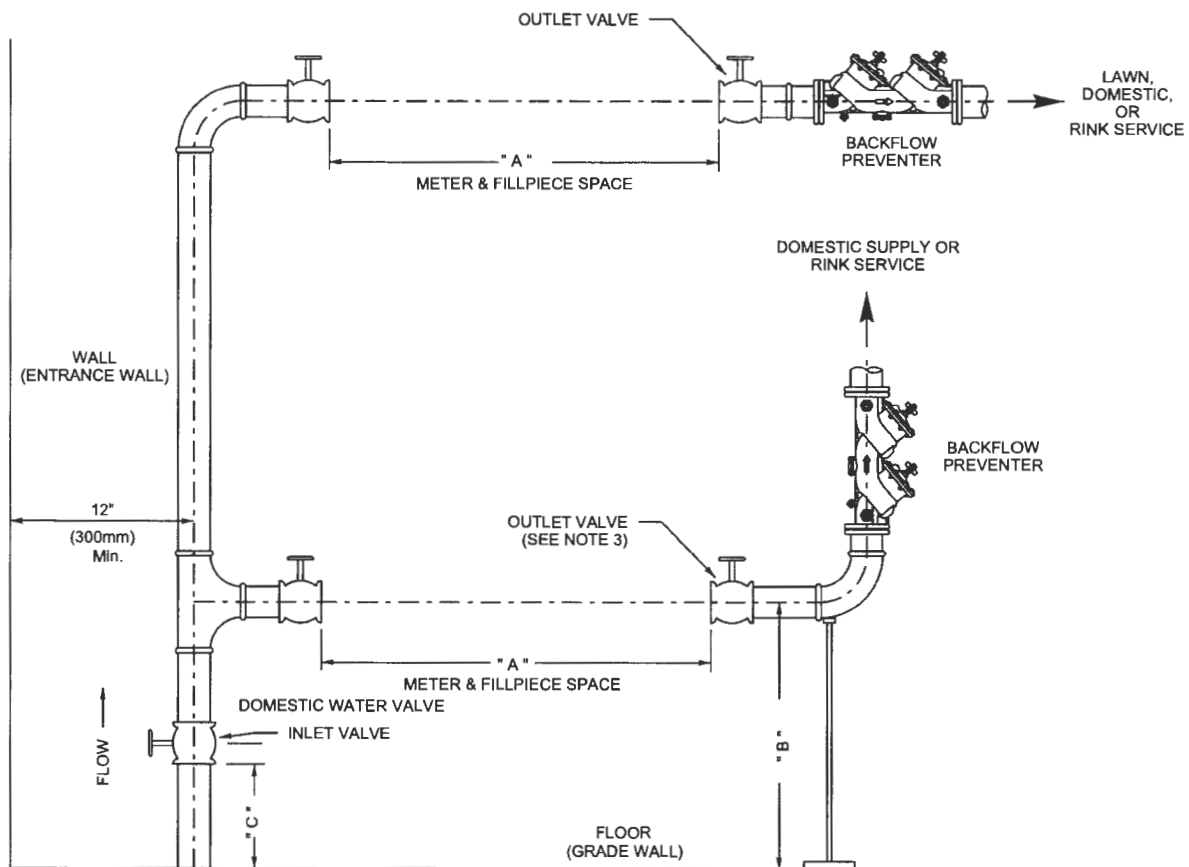 OUTLET VALVE
LAWN,
DOMESTIC,
OR
RINK SERVICE
BACKFLOW
PREVENTER
"A"
METER & FILLPIECE SPACE
DOMESTIC SUPPLY OR
RINK SERVICE
WALL
(ENTRANCE WALL)
BACKFLOW
PREVENTER
12"
(300mm)
Min.
OUTLET VALVE
(SEE NOTE 3)
"A"
METER & FILLPIECE SPACE
DOMESTIC WATER VALVE
INLET VALVE
FLOW
"B"
"C"
FLOOR
(GRADE WALL)